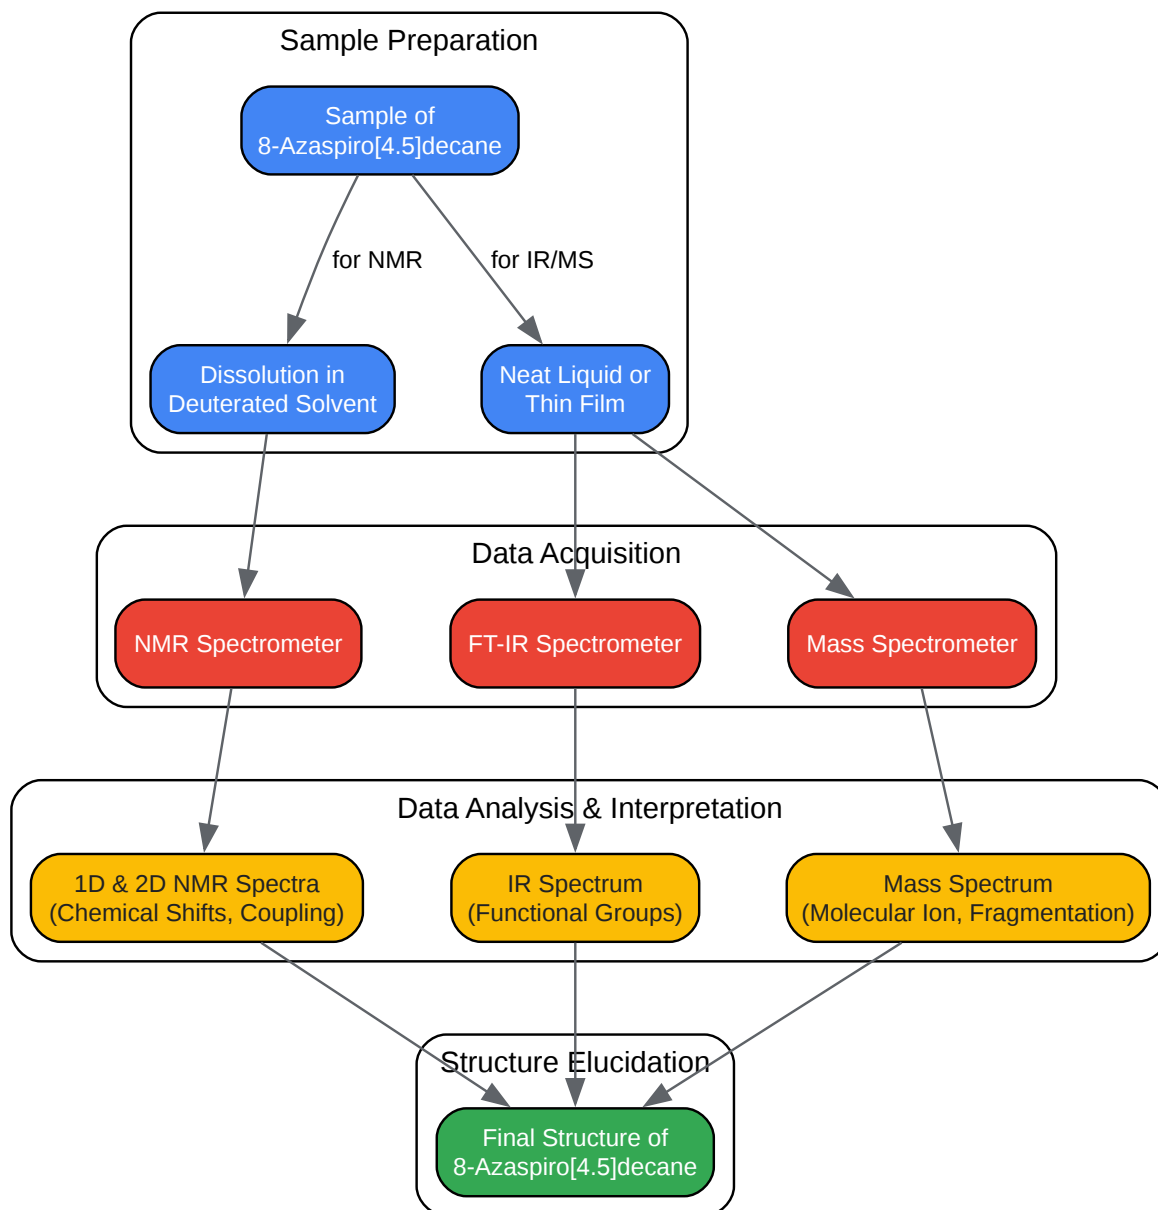 Sample Preparation
Sample of
8-Azaspiro[4.5]decane
for NMR
for IR/MS
Dissolution in
Deuterated Solvent
Neat Liquid or
Thin Film
Data Acquisition
NMR Spectrometer
FT-IR Spectrometer
Mass Spectrometer
Data Analysis & Interpretation
1D & 2D NMR Spectra
(Chemical Shifts, Coupling)
IR Spectrum
(Functional Groups)
Mass Spectrum
(Molecular Ion, Fragmentation)
Structure Elucidation
Final Structure of
8-Azaspiro[4.5]decane